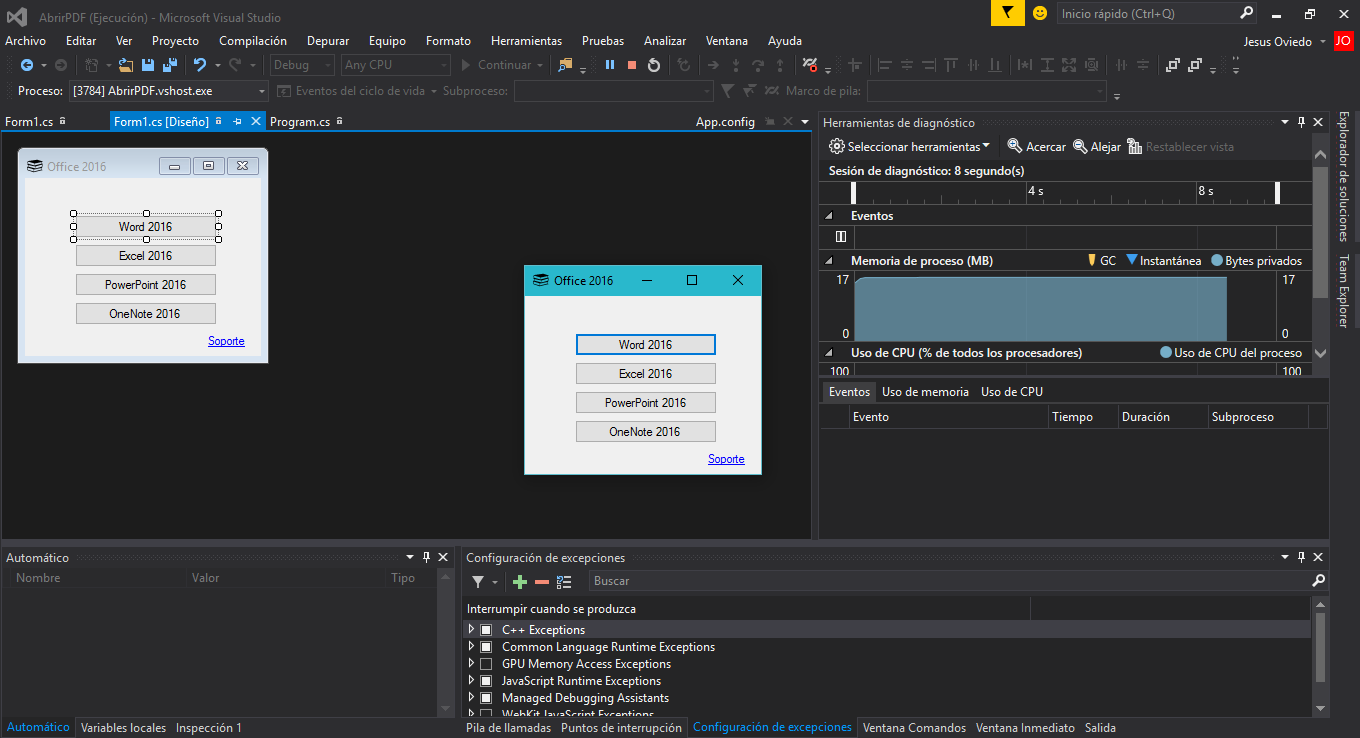 AbrirPDF (Ejecución) - Microsoft Visual Studio
Inicio rápido (Ctrl+Q)
Archivo Editar Ver Proyecto Compilación Depurar Equipo Formato Herramientas Pruebas Analizar Ventana Ayuda
Jesus Oviedo JO
Debug Any CPU Continuar
Proceso: [3784] AbrirPDF.vshost.exe Eventos del ciclo de vida Subproceso: Marco de pila:
Form1.cs Form1.cs [Diseño] Program.cs App.config
Office 2016
Word 2016
Excel 2016
PowerPoint 2016
OneNote 2016
Soporte
Office 2016
Word 2016
Excel 2016
PowerPoint 2016
OneNote 2016
Soporte
Herramientas de diagnóstico
Seleccionar herramientas Acercar Alejar Restablecer vista
Sesión de diagnóstico: 8 segundo(s)
4 s 8 s
Eventos
Memoria de proceso (MB) GC Instantánea Bytes privados
17 17
0 0
Uso de CPU (% de todos los procesadores) Uso de CPU del proceso
100 100
Eventos Uso de memoria Uso de CPU
Evento Tiempo Duración Subproceso
Explorador de soluciones
Team Explorer
Automático
Nombre Valor Tipo
Automático Variables locales Inspección 1
Configuración de excepciones
Buscar
Interrumpir cuando se produzca
C++ Exceptions
Common Language Runtime Exceptions
GPU Memory Access Exceptions
JavaScript Runtime Exceptions
Managed Debugging Assistants
WebKit JavaScript Exceptions
Pila de llamadas Puntos de interrupción Configuración de excepciones Ventana Comandos Ventana Inmediato Salida